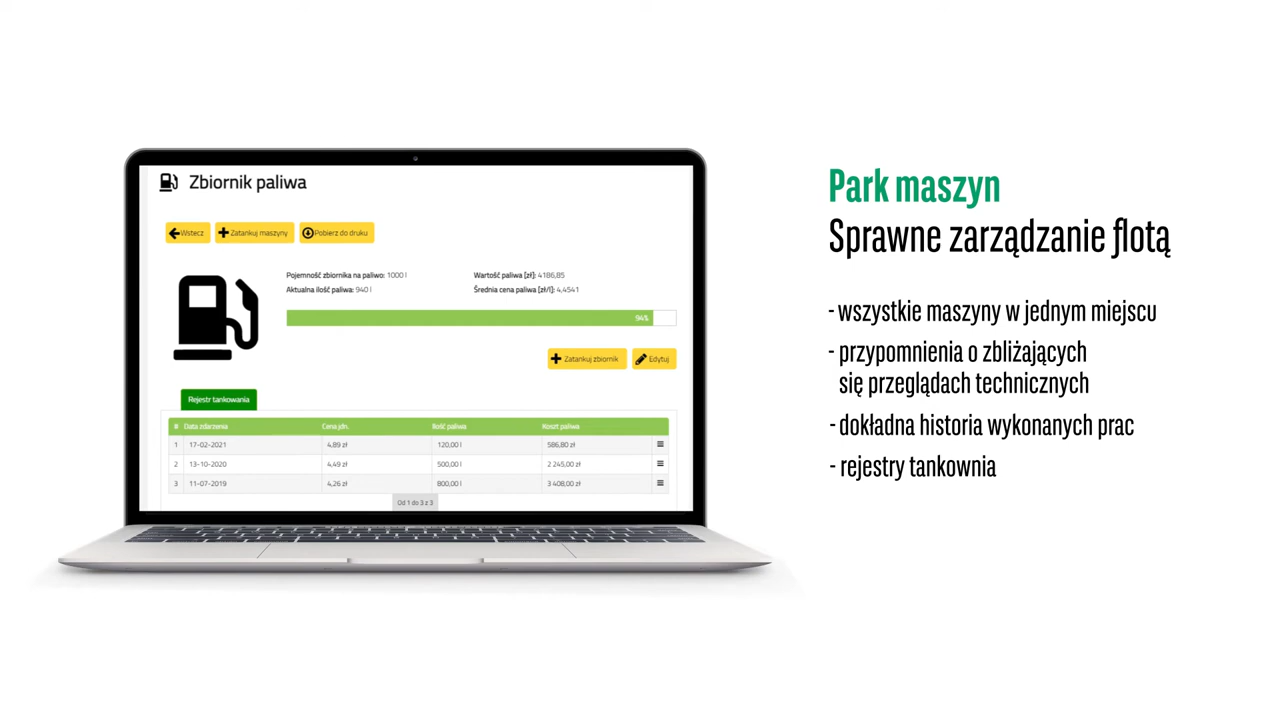 Zbiornik paliwa
Wstecz
Zatankuj maszyny
Pobierz do druku
Pojemność zbiornika na paliwo: 1000 l
Wartość paliwa [zł]: 4186,85
Aktualna ilość paliwa: 940 l
Średnia cena paliwa [zł/l]: 4,4541
94%
Zatankuj zbiornik
Edytuj
Rejestr tankowania
# Data zdarzenia Cena jdn. Ilość paliwa Koszt paliwa
1 17-02-2021 4,89 zł 120,00 l 586,80 zł
2 13-10-2020 4,49 zł 500,00 l 2 245,00 zł
3 11-07-2019 4,26 zł 800,00 l 3 408,00 zł
Od 1 do 3 z 3
Park maszyn
Sprawne zarządzanie flotą
- wszystkie maszyny w jednym miejscu
- przypomnienia o zbliżających
się przeglądach technicznych
- dokładna historia wykonanych prac
- rejestry tankownia